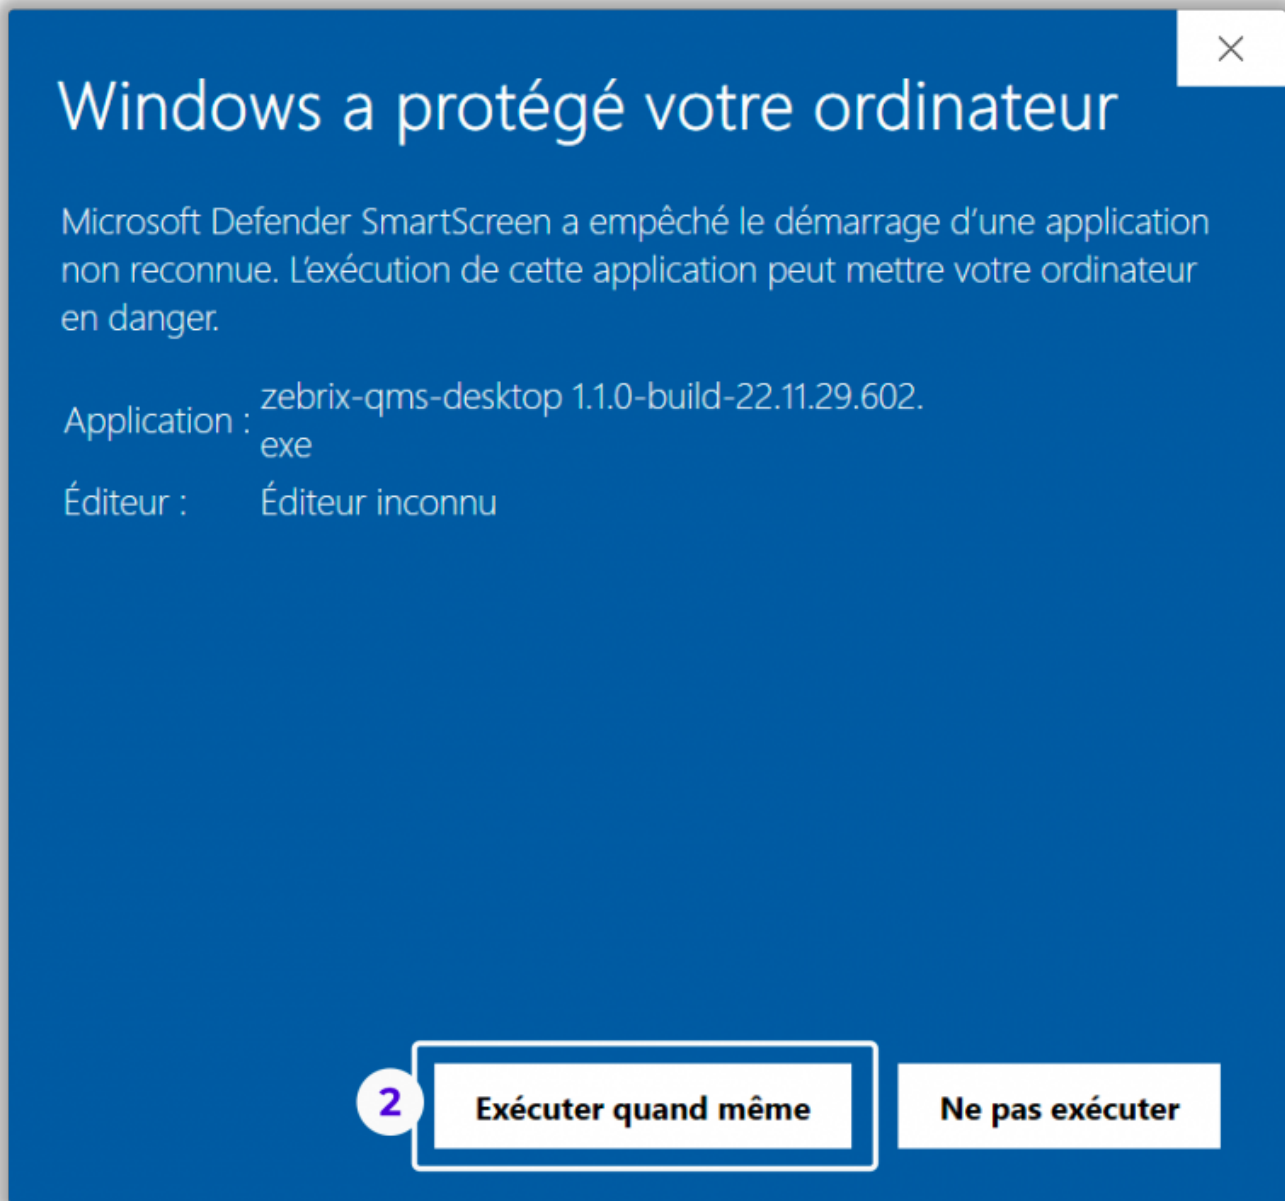 Windows a protégé votre ordinateur
Microsoft Defender SmartScreen a empêché le démarrage d’une application
non reconnue. L’exécution de cette application peut mettre votre ordinateur
en danger.
Application : zebrix-qms-desktop 1.1.0-build-22.11.29.602.
exe
Éditeur : Éditeur inconnu
2
Exécuter quand même
Ne pas exécuter